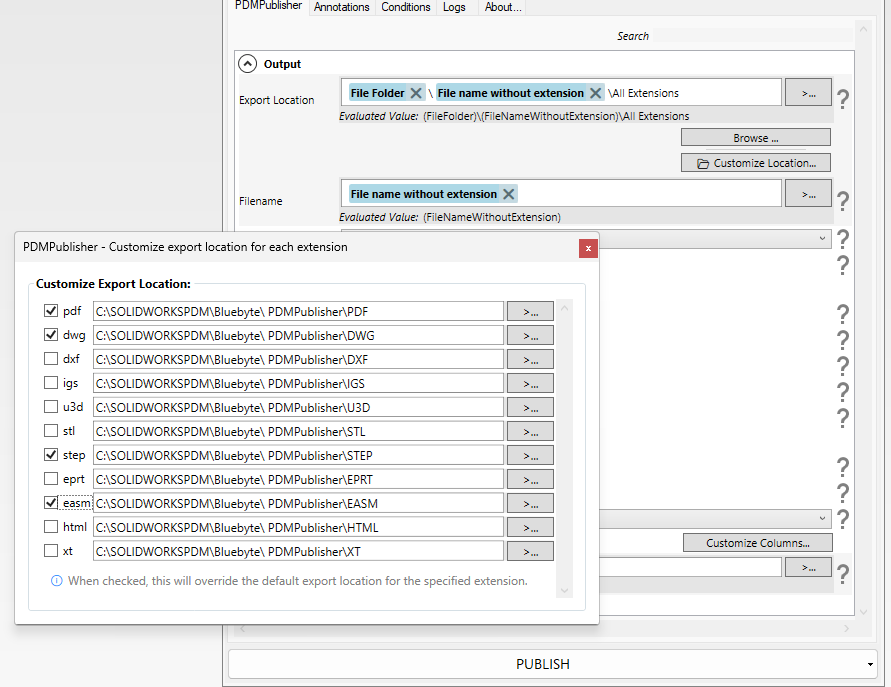 PDMPublisher Annotations Conditions Logs About...
Search
Output
Export Location
File Folder \ File name without extension \All Extensions
>...
?
Evaluated Value: (FileFolder)\(FileNameWithoutExtension)\All Extensions
Browse ...
Customize Location...
Filename
File name without extension
>...
?
Evaluated Value: (FileNameWithoutExtension)
?
?
?
?
?
?
?
?
?
?
Customize Columns...
>...
?
PUBLISH
PDMPublisher - Customize export location for each extension
x
Customize Export Location:
pdf C:\SOLIDWORKSPDM\Bluebyte\ PDMPublisher\PDF >...
dwg C:\SOLIDWORKSPDM\Bluebyte\ PDMPublisher\DWG >...
dxf C:\SOLIDWORKSPDM\Bluebyte\ PDMPublisher\DXF >...
igs C:\SOLIDWORKSPDM\Bluebyte\ PDMPublisher\IGS >...
u3d C:\SOLIDWORKSPDM\Bluebyte\ PDMPublisher\U3D >...
stl C:\SOLIDWORKSPDM\Bluebyte\ PDMPublisher\STL >...
step C:\SOLIDWORKSPDM\Bluebyte\ PDMPublisher\STEP >...
eprt C:\SOLIDWORKSPDM\Bluebyte\ PDMPublisher\EPRT >...
easm C:\SOLIDWORKSPDM\Bluebyte\ PDMPublisher\EASM >...
html C:\SOLIDWORKSPDM\Bluebyte\ PDMPublisher\HTML >...
xt C:\SOLIDWORKSPDM\Bluebyte\ PDMPublisher\XT >...
When checked, this will override the default export location for the specified extension.